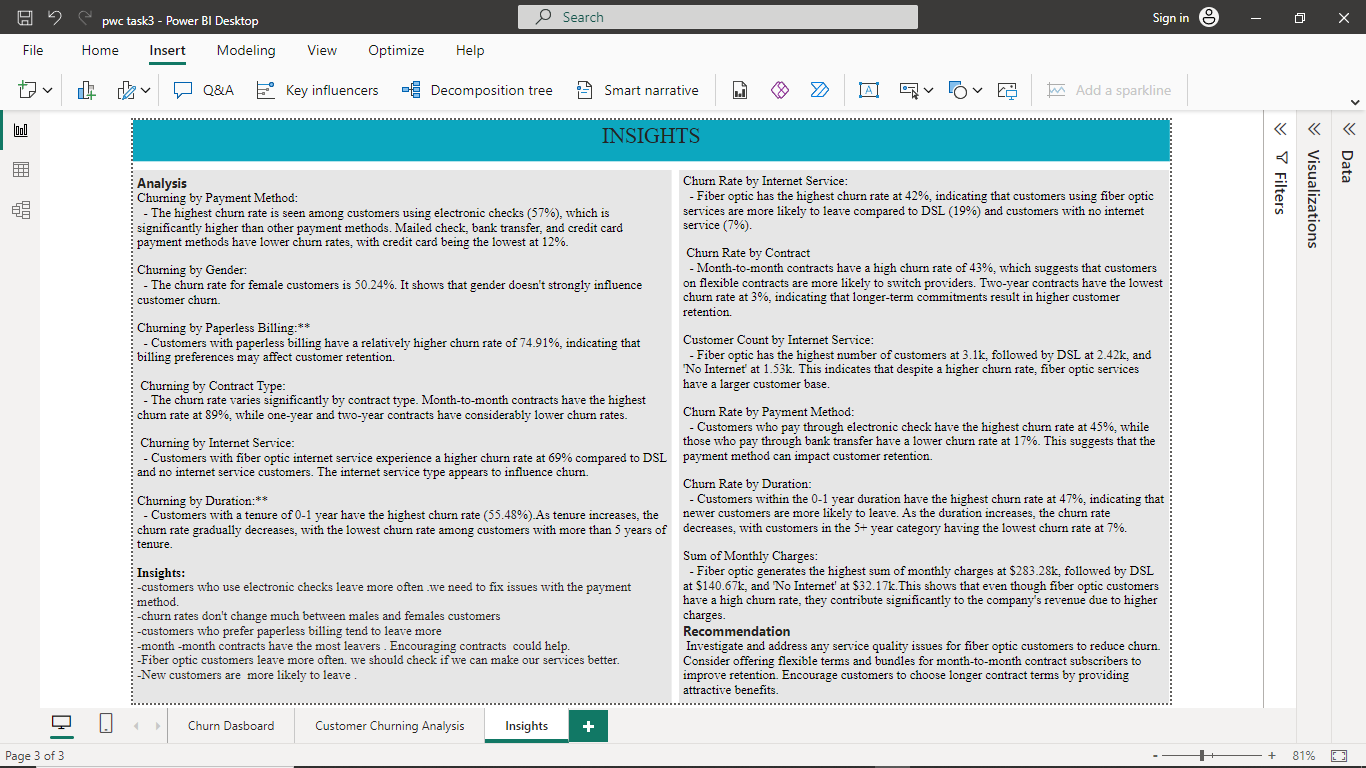 pwc task3 - Power BI Desktop
Search
Sign in
File
Home
Insert
Modeling
View
Optimize
Help
Q&A
Key influencers
Decomposition tree
Smart narrative
A
Add a sparkline
INSIGHTS
Analysis
Churning by Payment Method:
- The highest churn rate is seen among customers using electronic checks (57%), which is
significantly higher than other payment methods. Mailed check, bank transfer, and credit card
payment methods have lower churn rates, with credit card being the lowest at 12%.
Churning by Gender:
- The churn rate for female customers is 50.24%. It shows that gender doesn't strongly influence
customer churn.
Churning by Paperless Billing:**
- Customers with paperless billing have a relatively higher churn rate of 74.91%, indicating that
billing preferences may affect customer retention.
Churning by Contract Type:
- The churn rate varies significantly by contract type. Month-to-month contracts have the highest
churn rate at 89%, while one-year and two-year contracts have considerably lower churn rates.
Churning by Internet Service:
- Customers with fiber optic internet service experience a higher churn rate at 69% compared to DSL
and no internet service customers. The internet service type appears to influence churn.
Churning by Duration:**
- Customers with a tenure of 0-1 year have the highest churn rate (55.48%).As tenure increases, the
churn rate gradually decreases, with the lowest churn rate among customers with more than 5 years of
tenure.
Insights:
-customers who use electronic checks leave more often .we need to fix issues with the payment
method.
-churn rates don't change much between males and females customers
-customers who prefer paperless billing tend to leave more
-month -month contracts have the most leavers . Encouraging contracts  could help.
-Fiber optic customers leave more often. we should check if we can make our services better.
-New customers are  more likely to leave .
Churn Rate by Internet Service:
- Fiber optic has the highest churn rate at 42%, indicating that customers using fiber optic
services are more likely to leave compared to DSL (19%) and customers with no internet
service (7%).
Churn Rate by Contract
- Month-to-month contracts have a high churn rate of 43%, which suggests that customers
on flexible contracts are more likely to switch providers. Two-year contracts have the lowest
churn rate at 3%, indicating that longer-term commitments result in higher customer
retention.
Customer Count by Internet Service:
- Fiber optic has the highest number of customers at 3.1k, followed by DSL at 2.42k, and
'No Internet' at 1.53k. This indicates that despite a higher churn rate, fiber optic services
have a larger customer base.
Churn Rate by Payment Method:
- Customers who pay through electronic check have the highest churn rate at 45%, while
those who pay through bank transfer have a lower churn rate at 17%. This suggests that the
payment method can impact customer retention.
Churn Rate by Duration:
- Customers within the 0-1 year duration have the highest churn rate at 47%, indicating that
newer customers are more likely to leave. As the duration increases, the churn rate
decreases, with customers in the 5+ year category having the lowest churn rate at 7%.
Sum of Monthly Charges:
- Fiber optic generates the highest sum of monthly charges at $283.28k, followed by DSL
at $140.67k, and 'No Internet' at $32.17k.This shows that even though fiber optic customers
have a high churn rate, they contribute significantly to the company's revenue due to higher
charges.
Recommendation
Investigate and address any service quality issues for fiber optic customers to reduce churn.
Consider offering flexible terms and bundles for month-to-month contract subscribers to
improve retention. Encourage customers to choose longer contract terms by providing
attractive benefits.
Filters
Visualizations
Data
Churn Dasboard
Customer Churning Analysis
Insights
Page 3 of 3
81%